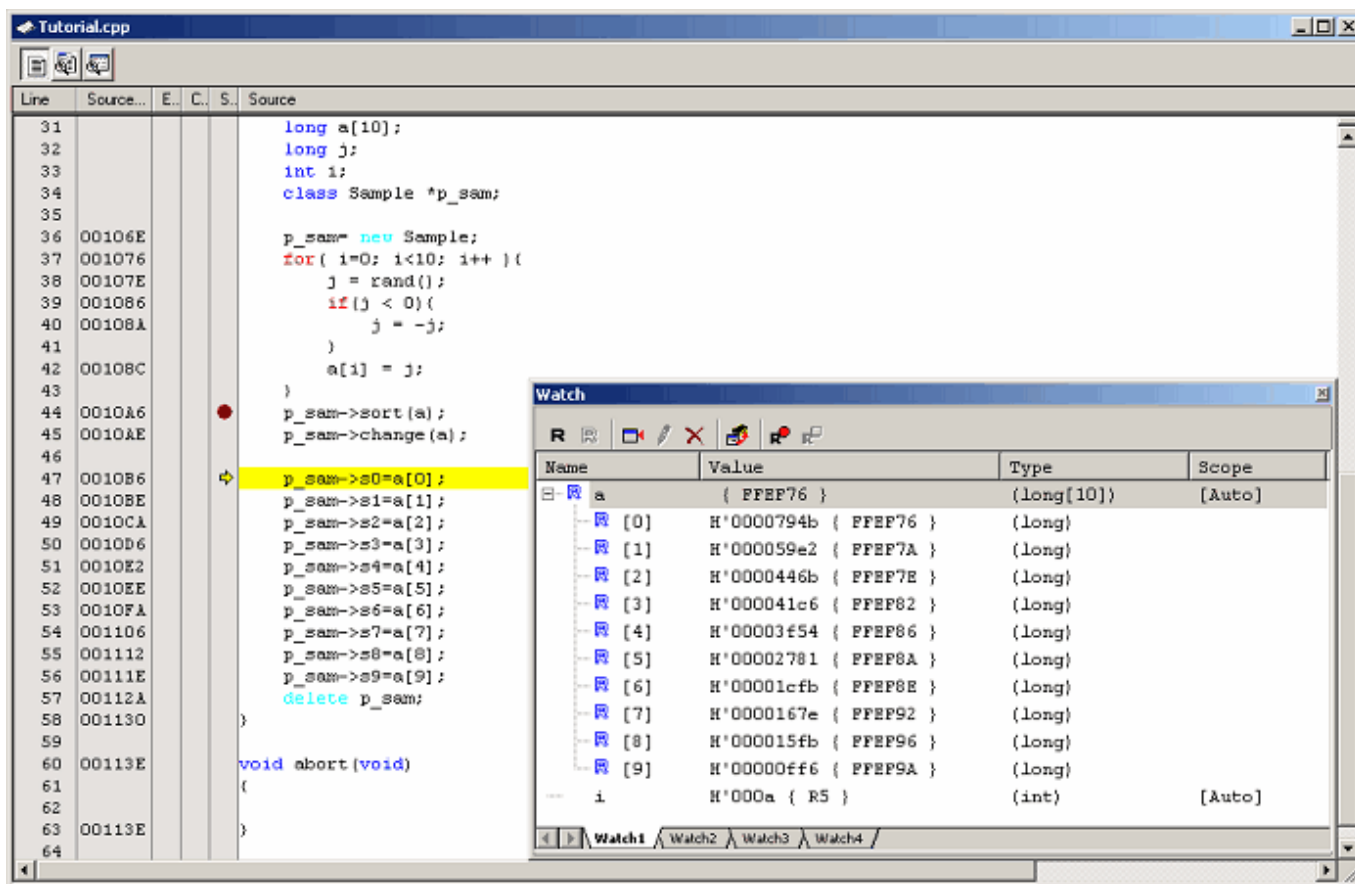 Tutorial.cpp
Line Source... E.. C.. S.. Source
31 long a[10];
32 long j;
33 int i;
34 class Sample *p_sam;
35
36 00106E p_sam= new Sample;
37 001076 for( i=0; i<10; i++ ){
38 00107E j = rand();
39 001086 if(j < 0){
40 00108A j = -j;
41 }
42 00108C a[i] = j;
43 }
44 0010A6 p_sam->sort(a);
45 0010AE p_sam->change(a);
46
47 0010B6 p_sam->s0=a[0];
48 0010BE p_sam->s1=a[1];
49 0010CA p_sam->s2=a[2];
50 0010D6 p_sam->s3=a[3];
51 0010E2 p_sam->s4=a[4];
52 0010EE p_sam->s5=a[5];
53 0010FA p_sam->s6=a[6];
54 001106 p_sam->s7=a[7];
55 001112 p_sam->s8=a[8];
56 00111E p_sam->s9=a[9];
57 00112A delete p_sam;
58 001130 }
59
60 00113E void abort(void)
61 {
62
63 00113E }
64
Watch
R R R R
Name Value Type Scope
R a { FFEF76 } (long[10]) [Auto]
R [0] H'0000794b { FFEF76 } (long)
R [1] H'000059e2 { FFEF7A } (long)
R [2] H'0000446b { FFEF7E } (long)
R [3] H'000041c6 { FFEF82 } (long)
R [4] H'00003f54 { FFEF86 } (long)
R [5] H'00002781 { FFEF8A } (long)
R [6] H'00001cfb { FFEF8E } (long)
R [7] H'0000167e { FFEF92 } (long)
R [8] H'000015fb { FFEF96 } (long)
R [9] H'00000ff6 { FFEF9A } (long)
i H'000a { R5 } (int) [Auto]
Watch1 Watch2 Watch3 Watch4